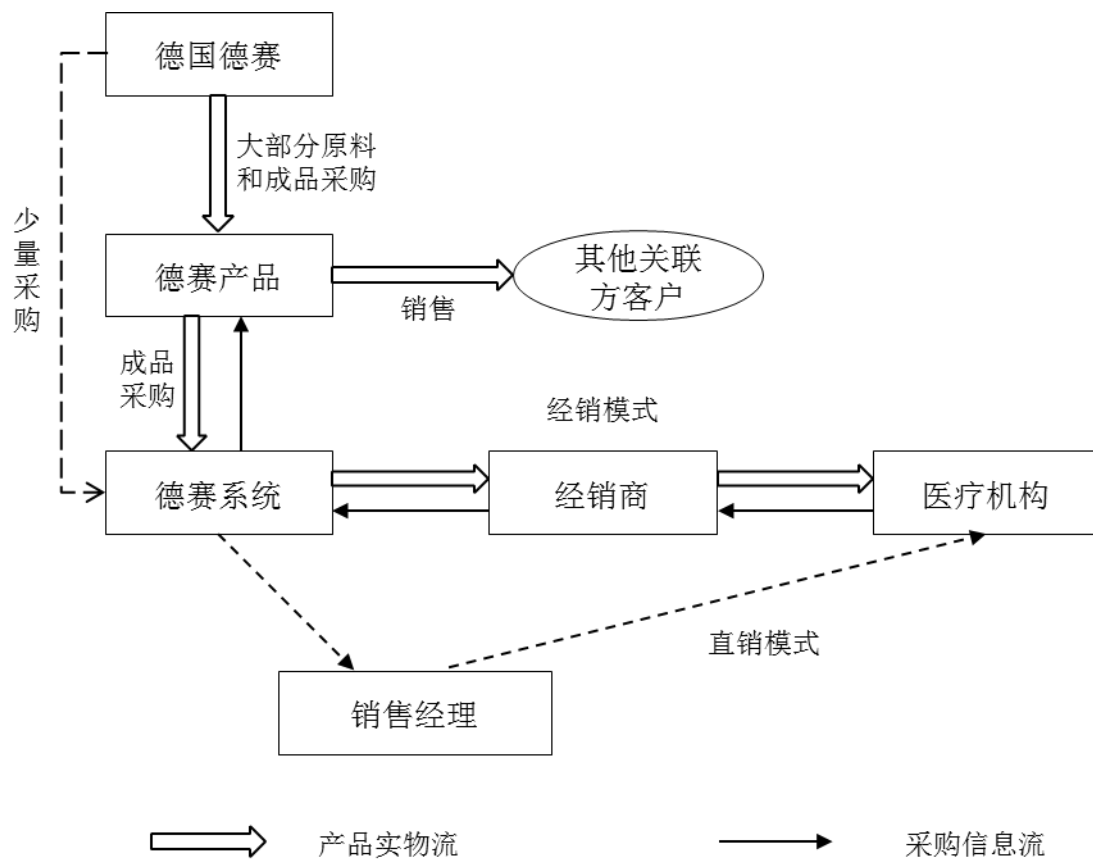 德国德赛
大部分原料
和成品采购
少量采购
德赛产品
销售
其他关联
方客户
成品
采购
经销模式
德赛系统
经销商
医疗机构
直销模式
销售经理
产品实物流
采购信息流